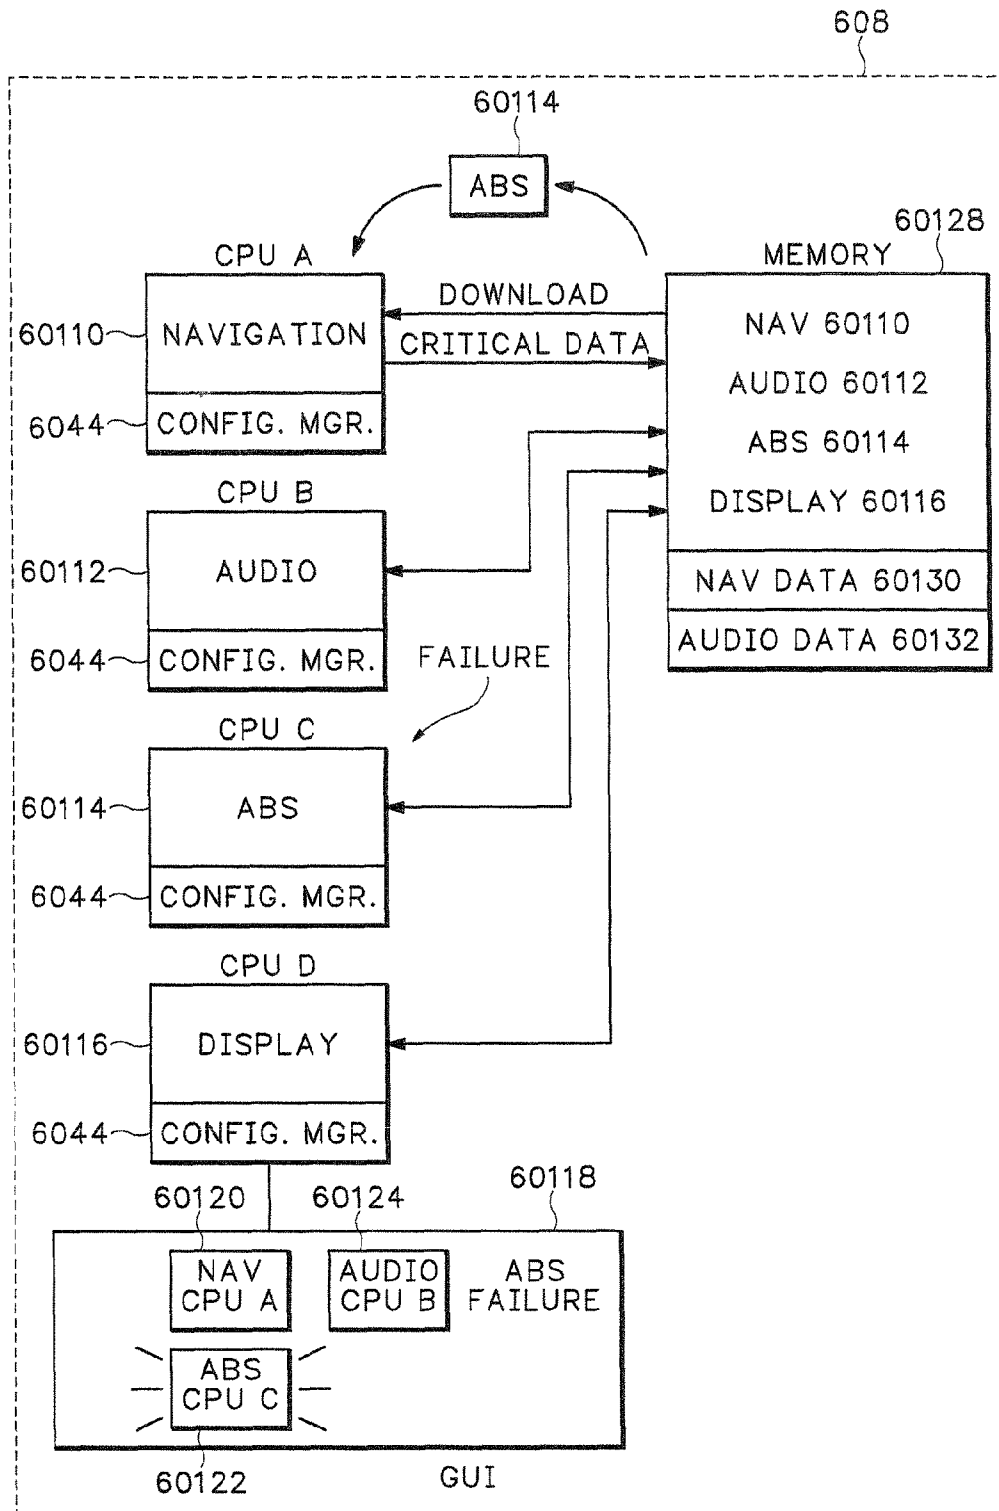 608
60114
ABS
60128
CPU A
MEMORY
DOWNLOAD
NAV 60110
60110
NAVIGATION
CRITICAL DATA
AUDIO 60112
6044
CONFIG. MGR.
ABS 60114
CPU B
DISPLAY 60116
60112
AUDIO
NAV DATA 60130
6044
CONFIG. MGR.
FAILURE
AUDIO DATA 60132
CPU C
60114
ABS
6044
CONFIG. MGR.
CPU D
60116
DISPLAY
6044
CONFIG. MGR.
60120
60124
60118
NAV
CPU A
AUDIO
CPU B
ABS
FAILURE
ABS
CPU C
60122
GUI